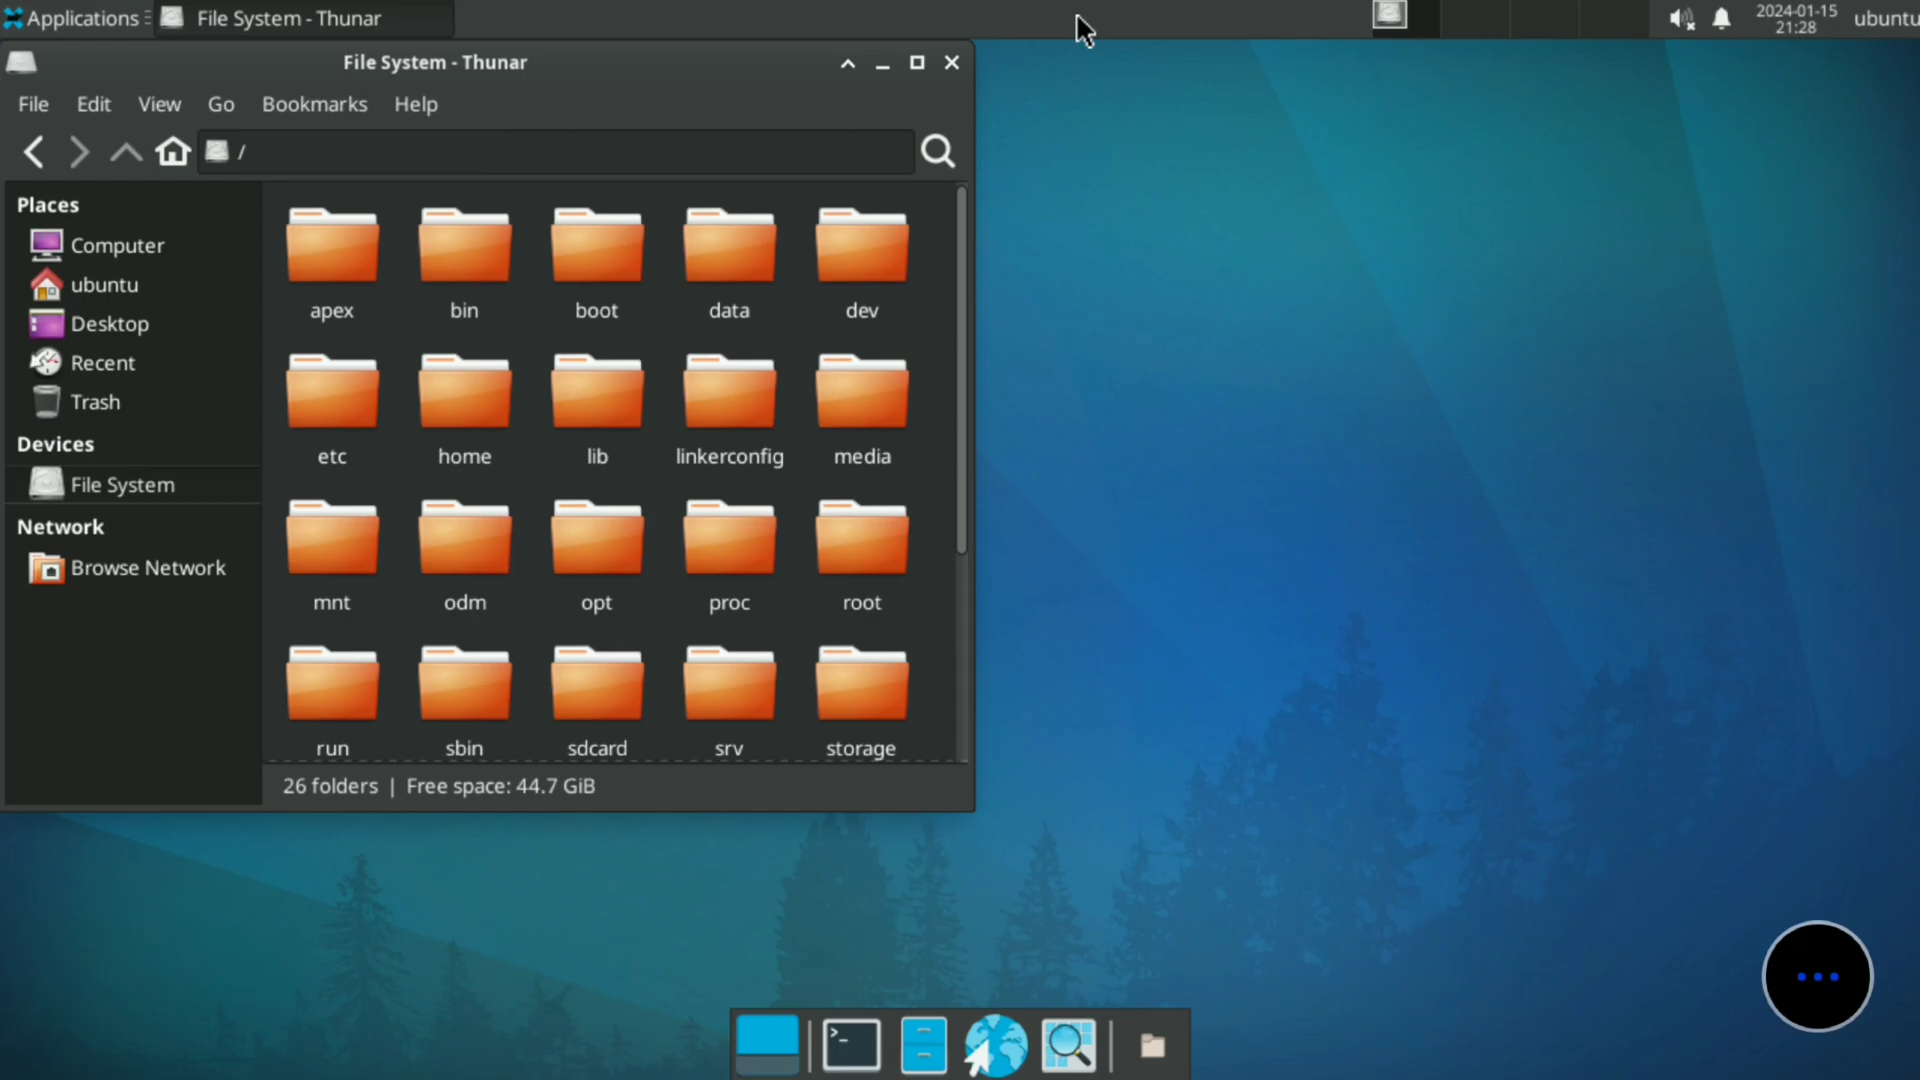 Applications
File System - Thunar
2024-01-15
21:28
ubuntu
File System - Thunar
File Edit View Go Bookmarks Help
/
Places
Computer
ubuntu
Desktop
Recent
Trash
Devices
File System
Network
Browse Network
apex bin boot data dev
etc home lib linkerconfig media
mnt odm opt proc root
run sbin sdcard srv storage
26 folders | Free space: 44.7 GiB